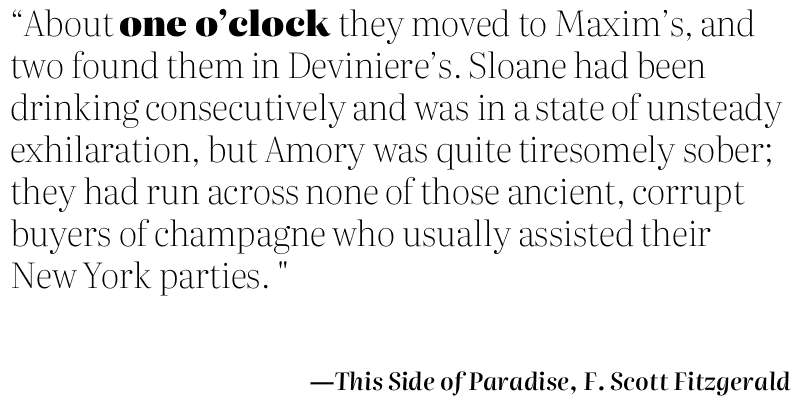 “About one o’clock they moved to Maxim’s, and
two found them in Deviniere’s. Sloane had been
drinking consecutively and was in a state of unsteady
exhilaration, but Amory was quite tiresomely sober;
they had run across none of those ancient, corrupt
buyers of champagne who usually assisted their
New York parties. "
—This Side of Paradise, F. Scott Fitzgerald